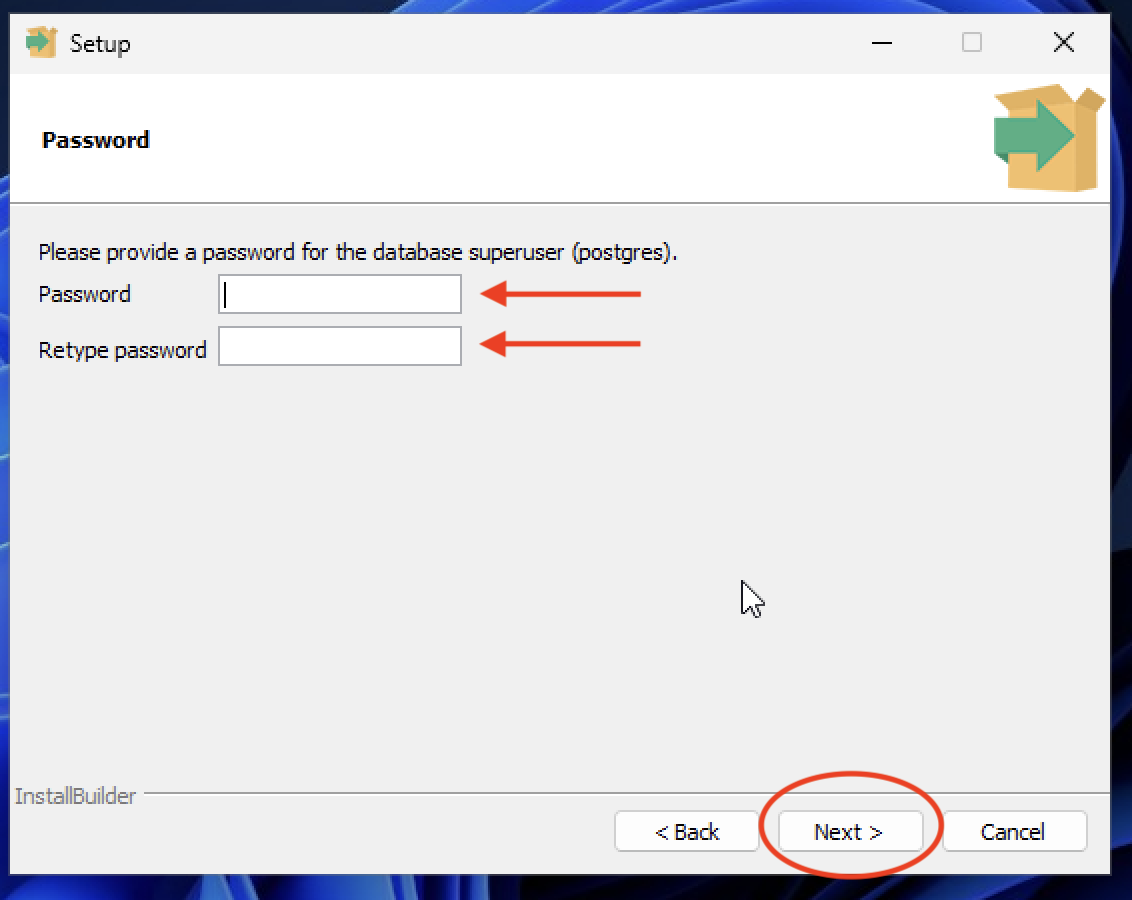 Setup
Password
Please provide a password for the database superuser (postgres).
Password
Retype password
InstallBuilder
< Back
Next >
Cancel